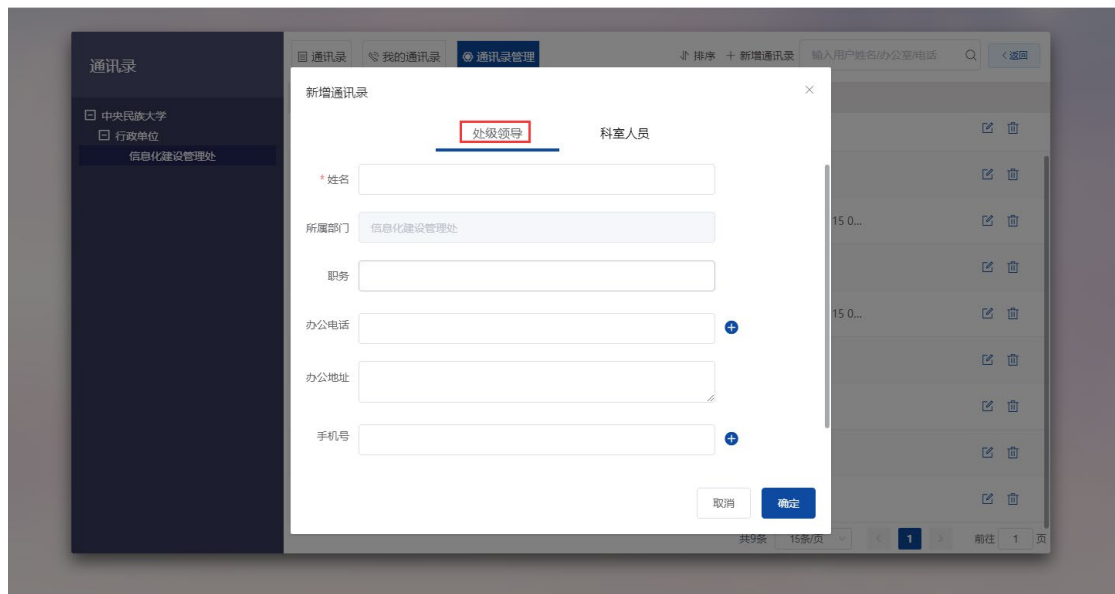 通讯录
通讯录 我的通讯录 通讯录管理 排序 新增通讯录 输入用户姓名/办公室/电话 <返回
中央民族大学
行政单位
信息化建设管理处
新增通讯录
处级领导 科室人员
*姓名
所属部门 信息化建设管理处
15 0...
职务
办公电话
15 0...
办公地址
手机号
取消 确定
共9条 15条/页 < 1 > 前往 1 页